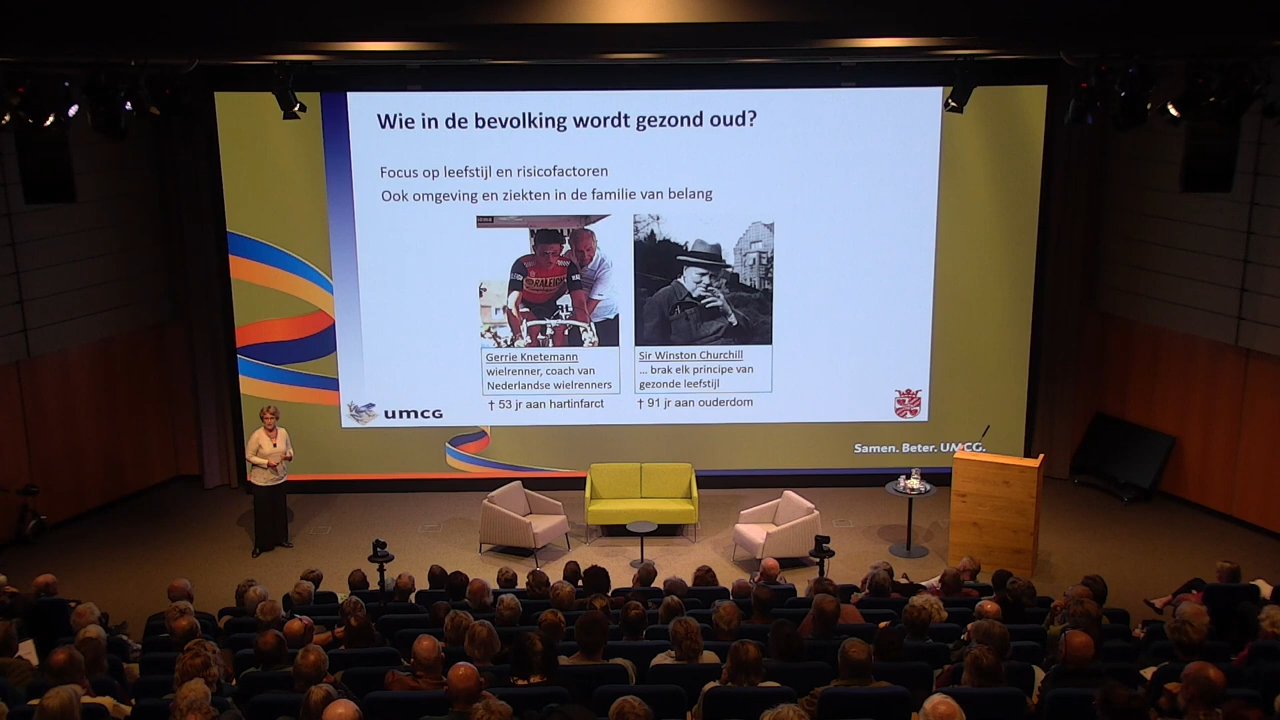 Wie in de bevolking wordt gezond oud?
Focus op leefstijl en risicofactoren
Ook omgeving en ziekten in de familie van belang
RALEIGH
Gerrie Knetemann
wielrenner, coach van
Nederlandse wielrenners
† 53 jr aan hartinfarct
Sir Winston Churchill
... brak elk principe van
gezonde leefstijl
† 91 jr aan ouderdom
umcg
Samen. Beter. UMCG.